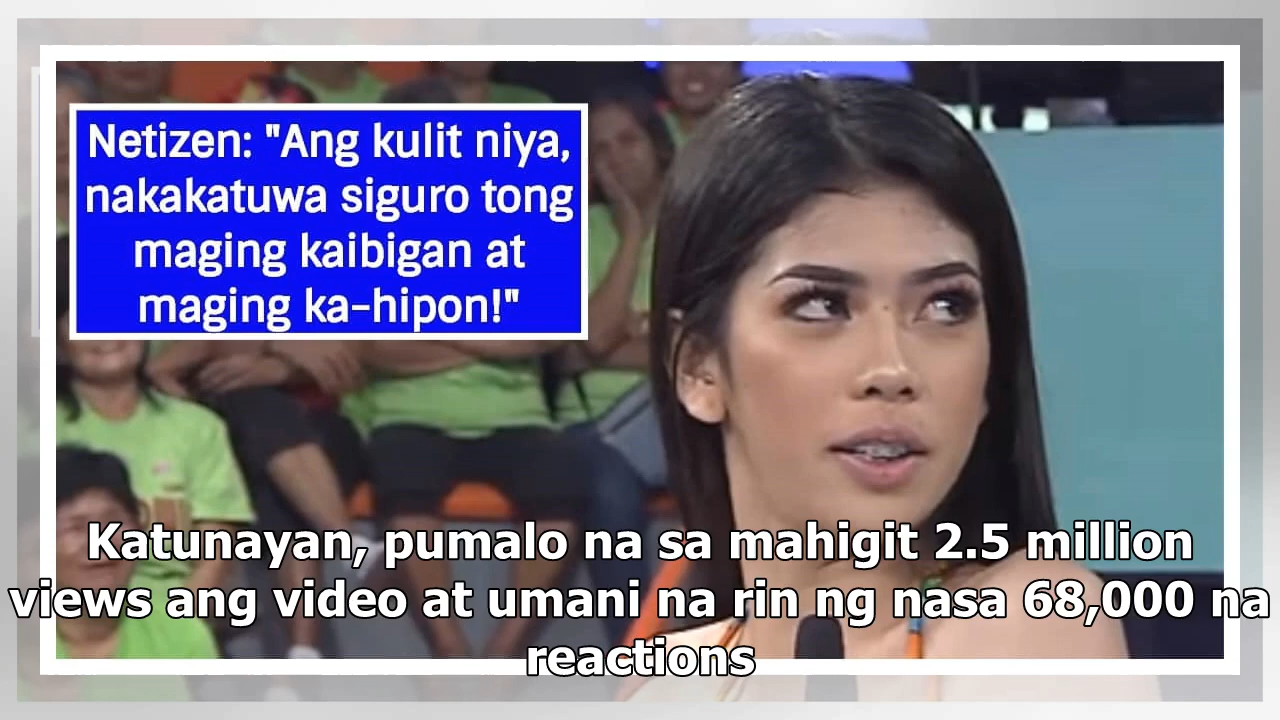 Netizen: "Ang kulit niya,
nakakatuwa siguro tong
maging kaibigan at
maging ka-hipon!"
Katunayan, pumalo na sa mahigit 2.5 million
views ang video at umani na rin ng nasa 68,000 na
reactions